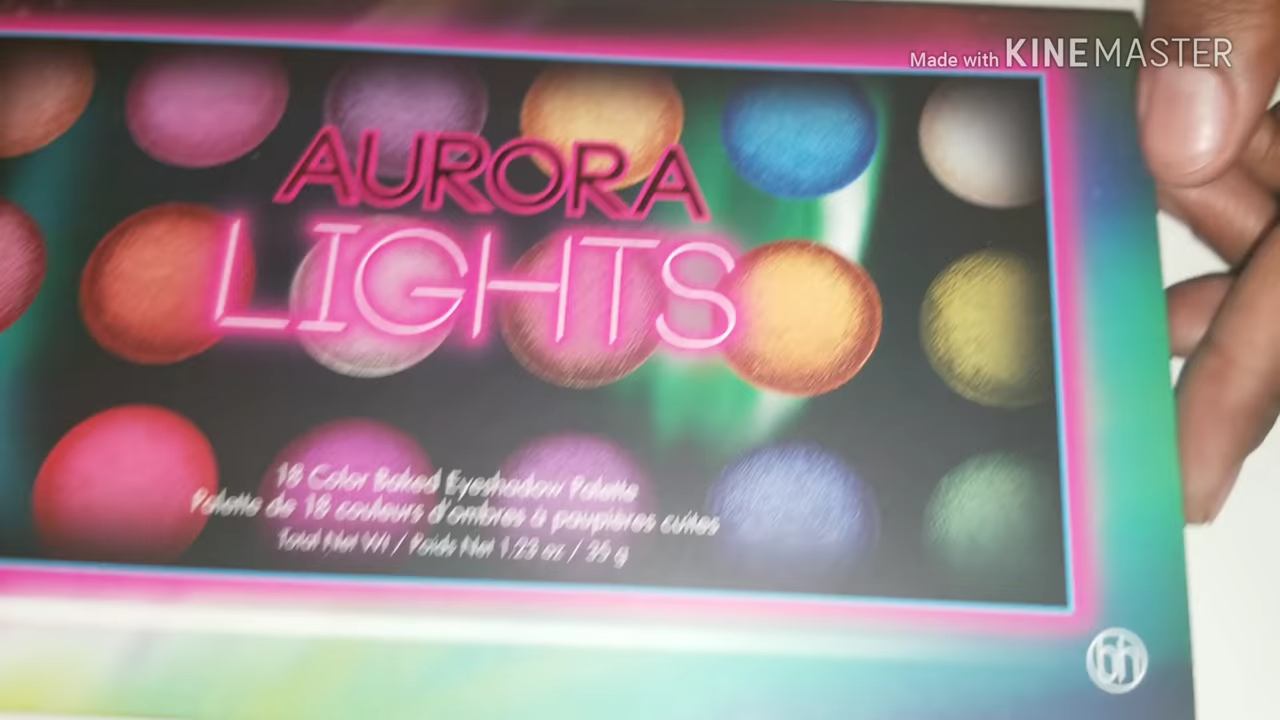 Made with KINEMASTER
AURORA
LIGHTS
18 Color Baked Eyeshadow Palette
Palette de 18 couleurs d'ombres à paupières cuites
Total Net Wt / Poids Net 1.23 oz / 35 g
bh